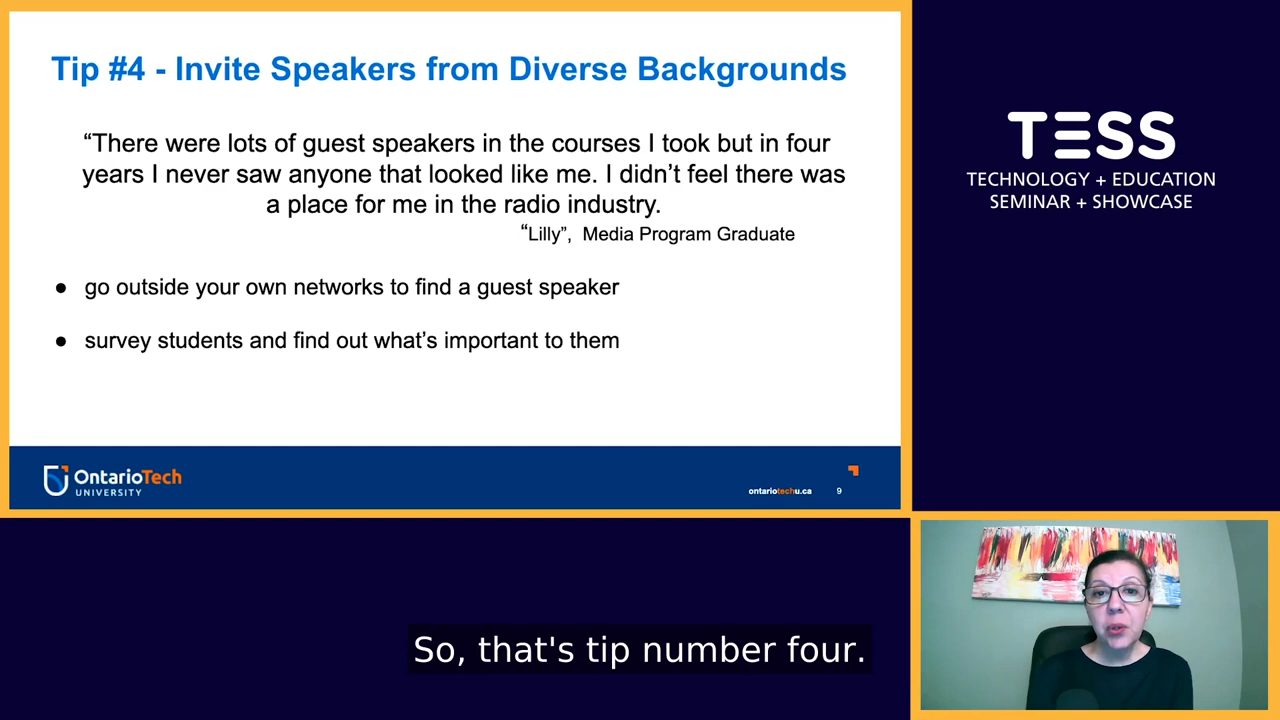 Tip #4 - Invite Speakers from Diverse Backgrounds
“There were lots of guest speakers in the courses I took but in four
years I never saw anyone that looked like me. I didn’t feel there was
a place for me in the radio industry.
“Lilly”, Media Program Graduate
● go outside your own networks to find a guest speaker
● survey students and find out what’s important to them
OntarioTech
UNIVERSITY
ontariotechu.ca 9
TESS
TECHNOLOGY + EDUCATION
SEMINAR + SHOWCASE
So, that's tip number four.